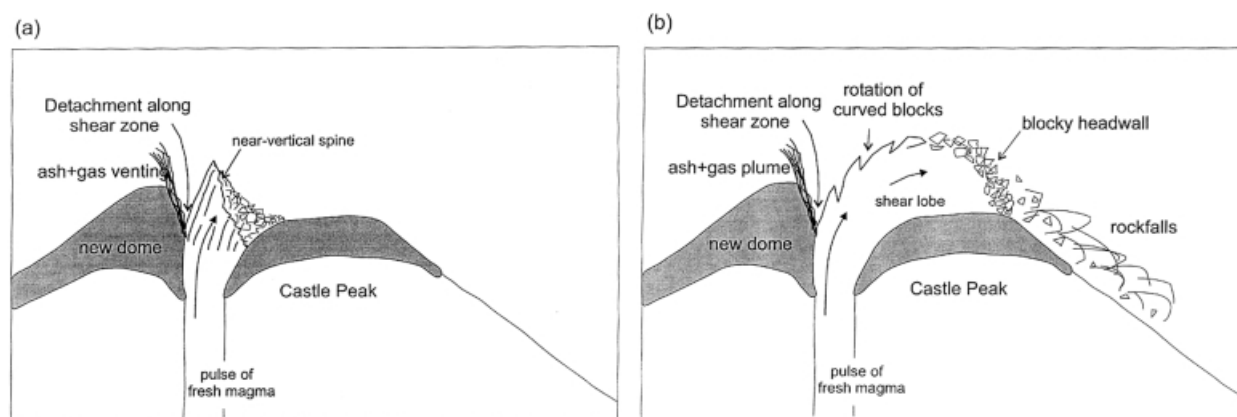 (a)
Detachment along
shear zone
near-vertical spine
ash+gas venting
new dome
Castle Peak
pulse of
fresh magma
(b)
rotation of
curved blocks
Detachment along
shear zone
blocky headwall
ash+gas plume
shear lobe
rockfalls
new dome
Castle Peak
pulse of
fresh magma